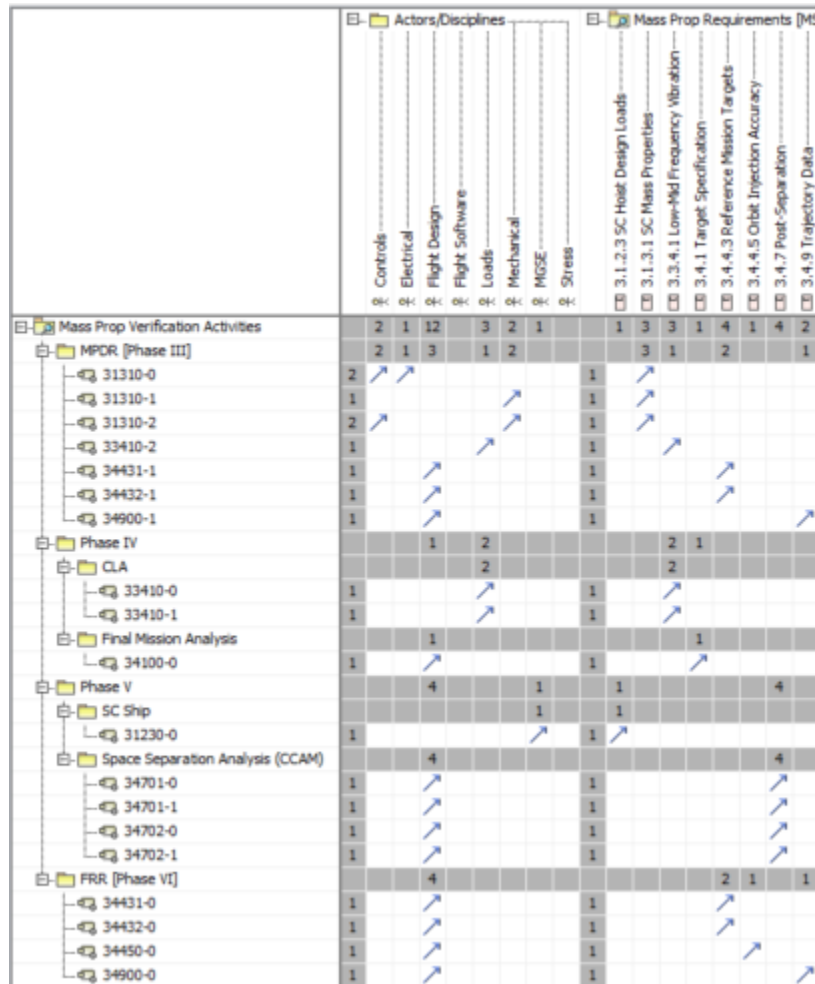 Actors/Disciplines
Mass Prop Requirements [MS
Controls
Electrical
Flight Design
Flight Software
Loads
Mechanical
MGSE
Stress
3.1.2.3 SC Hoist Design Loads
3.1.3.1 SC Mass Properties
3.3.4.1 Low-Mid Frequency Vibration
3.4.1 Target Specification
3.4.4.3 Reference Mission Targets
3.4.4.5 Orbit Injection Accuracy
3.4.7 Post-Separation
3.4.9 Trajectory Data
Mass Prop Verification Activities 2 1 12 3 2 1 1 3 3 1 4 1 4 2
MPDR [Phase III] 2 1 3 1 2 3 1 2 1
31310-0 2 1
31310-1 1 1
31310-2 2 1
33410-2 1 1
34431-1 1 1
34432-1 1 1
34900-1 1 1
Phase IV 1 2 2 1
CLA 2 2
33410-0 1 1
33410-1 1 1
Final Mission Analysis 1 1
34100-0 1 1
Phase V 4 1 1 4
SC Ship 1 1
31230-0 1 1
Space Separation Analysis (CCAM) 4 4
34701-0 1 1
34701-1 1 1
34702-0 1 1
34702-1 1 1
FRR [Phase VI] 4 2 1 1
34431-0 1 1
34432-0 1 1
34450-0 1 1
34900-0 1 1